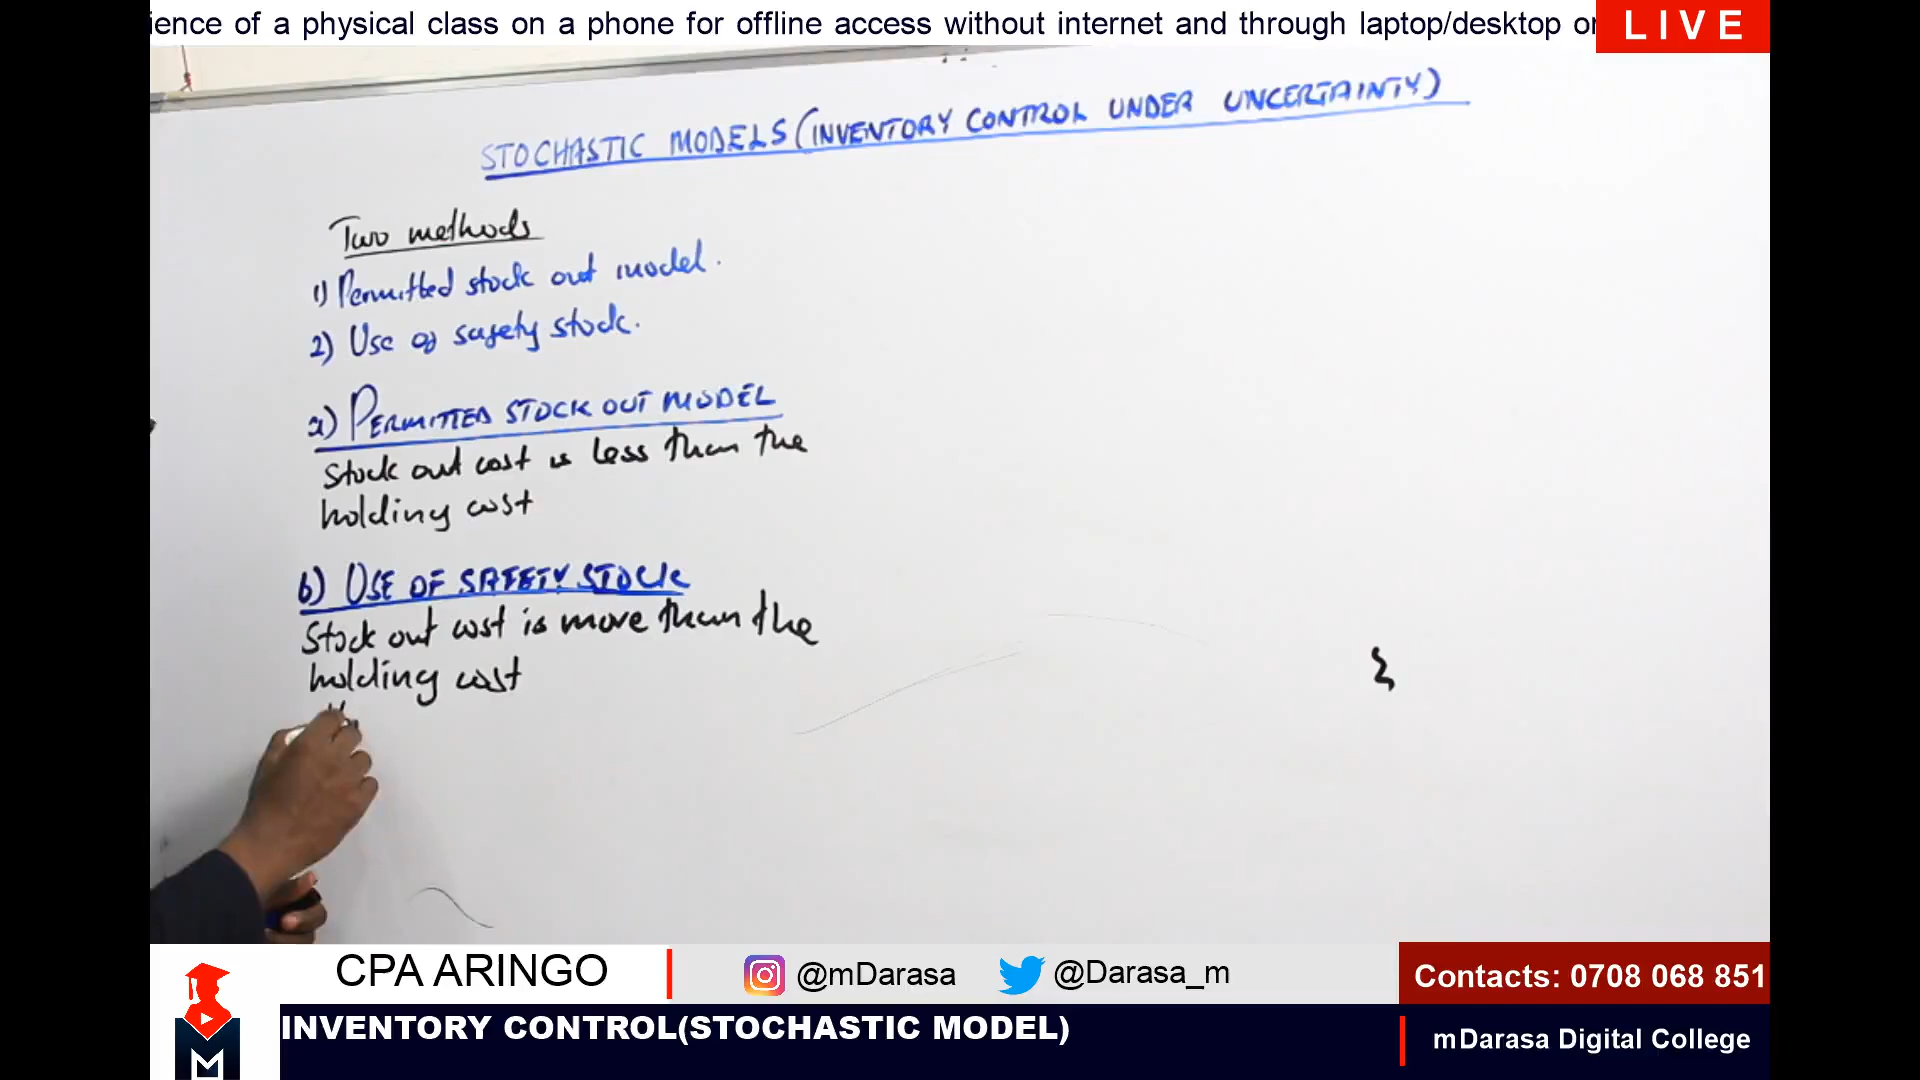 ience of a physical class on a phone for offline access without internet and through laptop/desktop or
LIVE
STOCHASTIC MODELS (INVENTORY CONTROL UNDER UNCERTAINTY)
Two methods
1) Permitted stock out model.
2) Use of safety stock.
a) PERMITTED STOCK OUT MODEL
Stock out cost is less than the
holding cost
b) USE OF SAFETY STOCK
Stock out cost is more than the
holding cost
CPA ARINGO
@mDarasa
@Darasa_m
Contacts: 0708 068 851
M
INVENTORY CONTROL(STOCHASTIC MODEL)
mDarasa Digital College